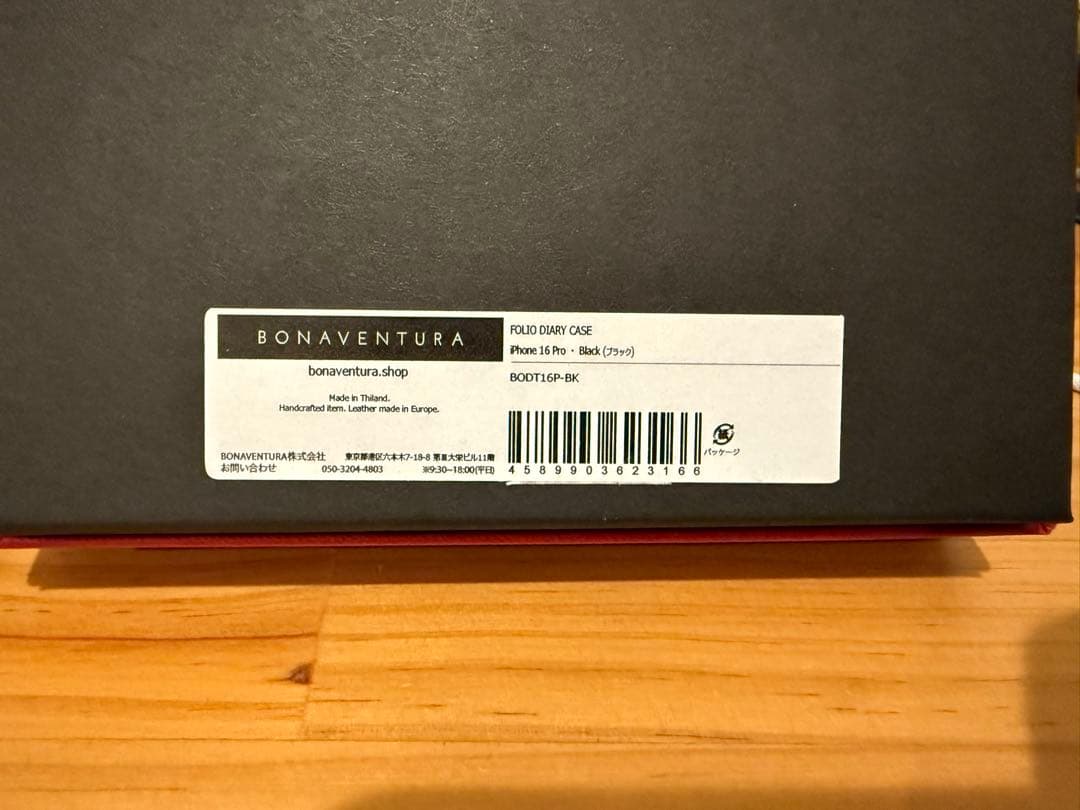 BONAVENTURA
bonaventura.shop
Made in Thiland.
Handcrafted item. Leather made in Europe.
BONAVENTURA株式会社 東京都港区六本木7-18-8 第Ⅲ大栄ビル11階
お問い合わせ 050-3204-4803 ※9:30~18:00(平日)
FOLIO DIARY CASE
iPhone 16 Pro ・ Black (ブラック)
BODT16P-BK
4589903623166
紙
パッケージ